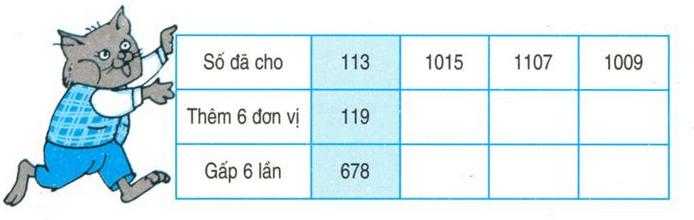 Số đã cho 113 1015 1107 1009
Thêm 6 đơn vị 119
Gấp 6 lần 678